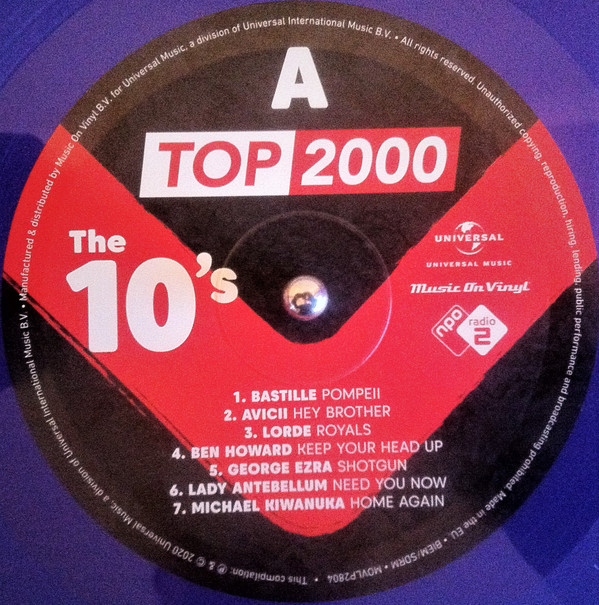 A
TOP 2000
The
10's
UNIVERSAL
UNIVERSAL MUSIC
Music On Vinyl
npo radio 2
1. BASTILLE POMPEII
2. AVICII HEY BROTHER
3. LORDE ROYALS
4. BEN HOWARD KEEP YOUR HEAD UP
5. GEORGE EZRA SHOTGUN
6. LADY ANTEBELLUM NEED YOU NOW
7. MICHAEL KIWANUKA HOME AGAIN
This compilation: ℗ & © 2020 Universal Music, a division of Universal International Music B.V. • Manufactured & distributed by Music On Vinyl B.V. for Universal Music, a division of Universal International Music B.V. • All rights reserved. Unauthorized copying, reproduction, hiring, lending, public performance and broadcasting prohibited. Made in the EU. • BIEM/SDRM • MOVLP2804 •